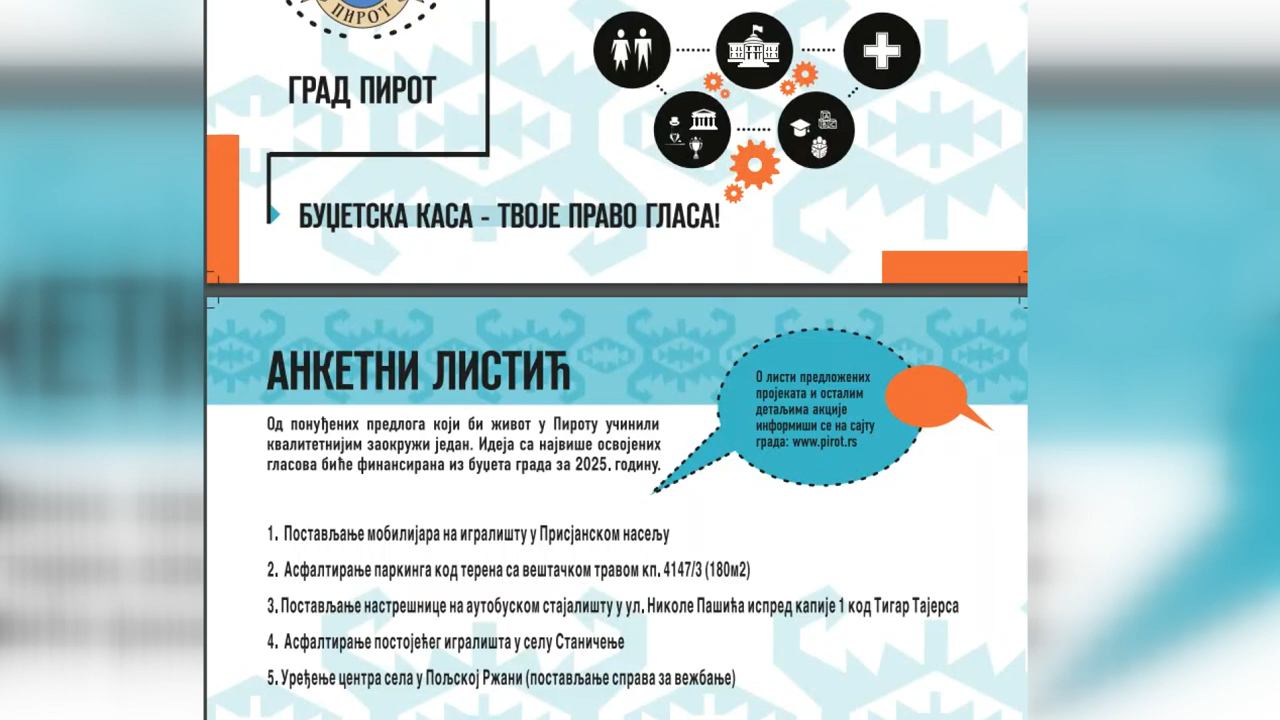 ПИРОТ
ГРАД ПИРОТ
БУЏЕТСКА КАСА - ТВОЈЕ ПРАВО ГЛАСА!
АНКЕТНИ ЛИСТИЋ
О листи предложених
пројеката и осталим
детаљима акције
информиши се на сајту
града: www.pirot.rs
Од понуђених предлога који би живот у Пироту учинили
квалитетнијим заокружи један. Идеја са највише освојених
гласова биће финансирана из буџета града за 2025. годину.
1. Постављање мобилијара на игралишту у Присјанском насељу
2. Асфалтирање паркинга код терена са вештачком травом кп. 4147/3 (180м2)
3. Постављање настрешнице на аутобуском стајалишту у ул. Николе Пашића испред капије 1 код Тигар Тајерса
4. Асфалтирање постојећег игралишта у селу Станичење
5. Уређење центра села у Пољској Ржани (постављање справа за вежбање)